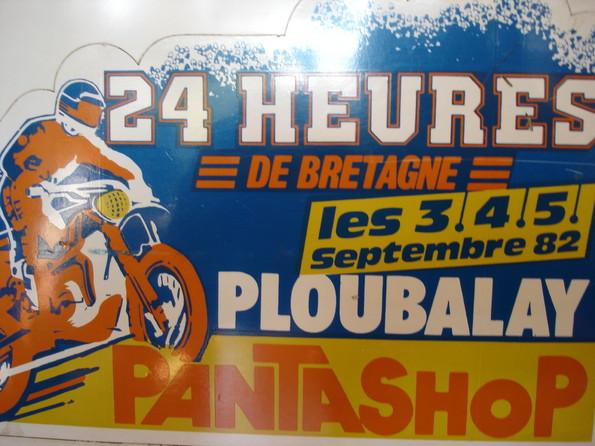 24 HEURES
DE BRETAGNE
les 3.4.5.
Septembre 82
PLOUBALAY
PANTASHOP